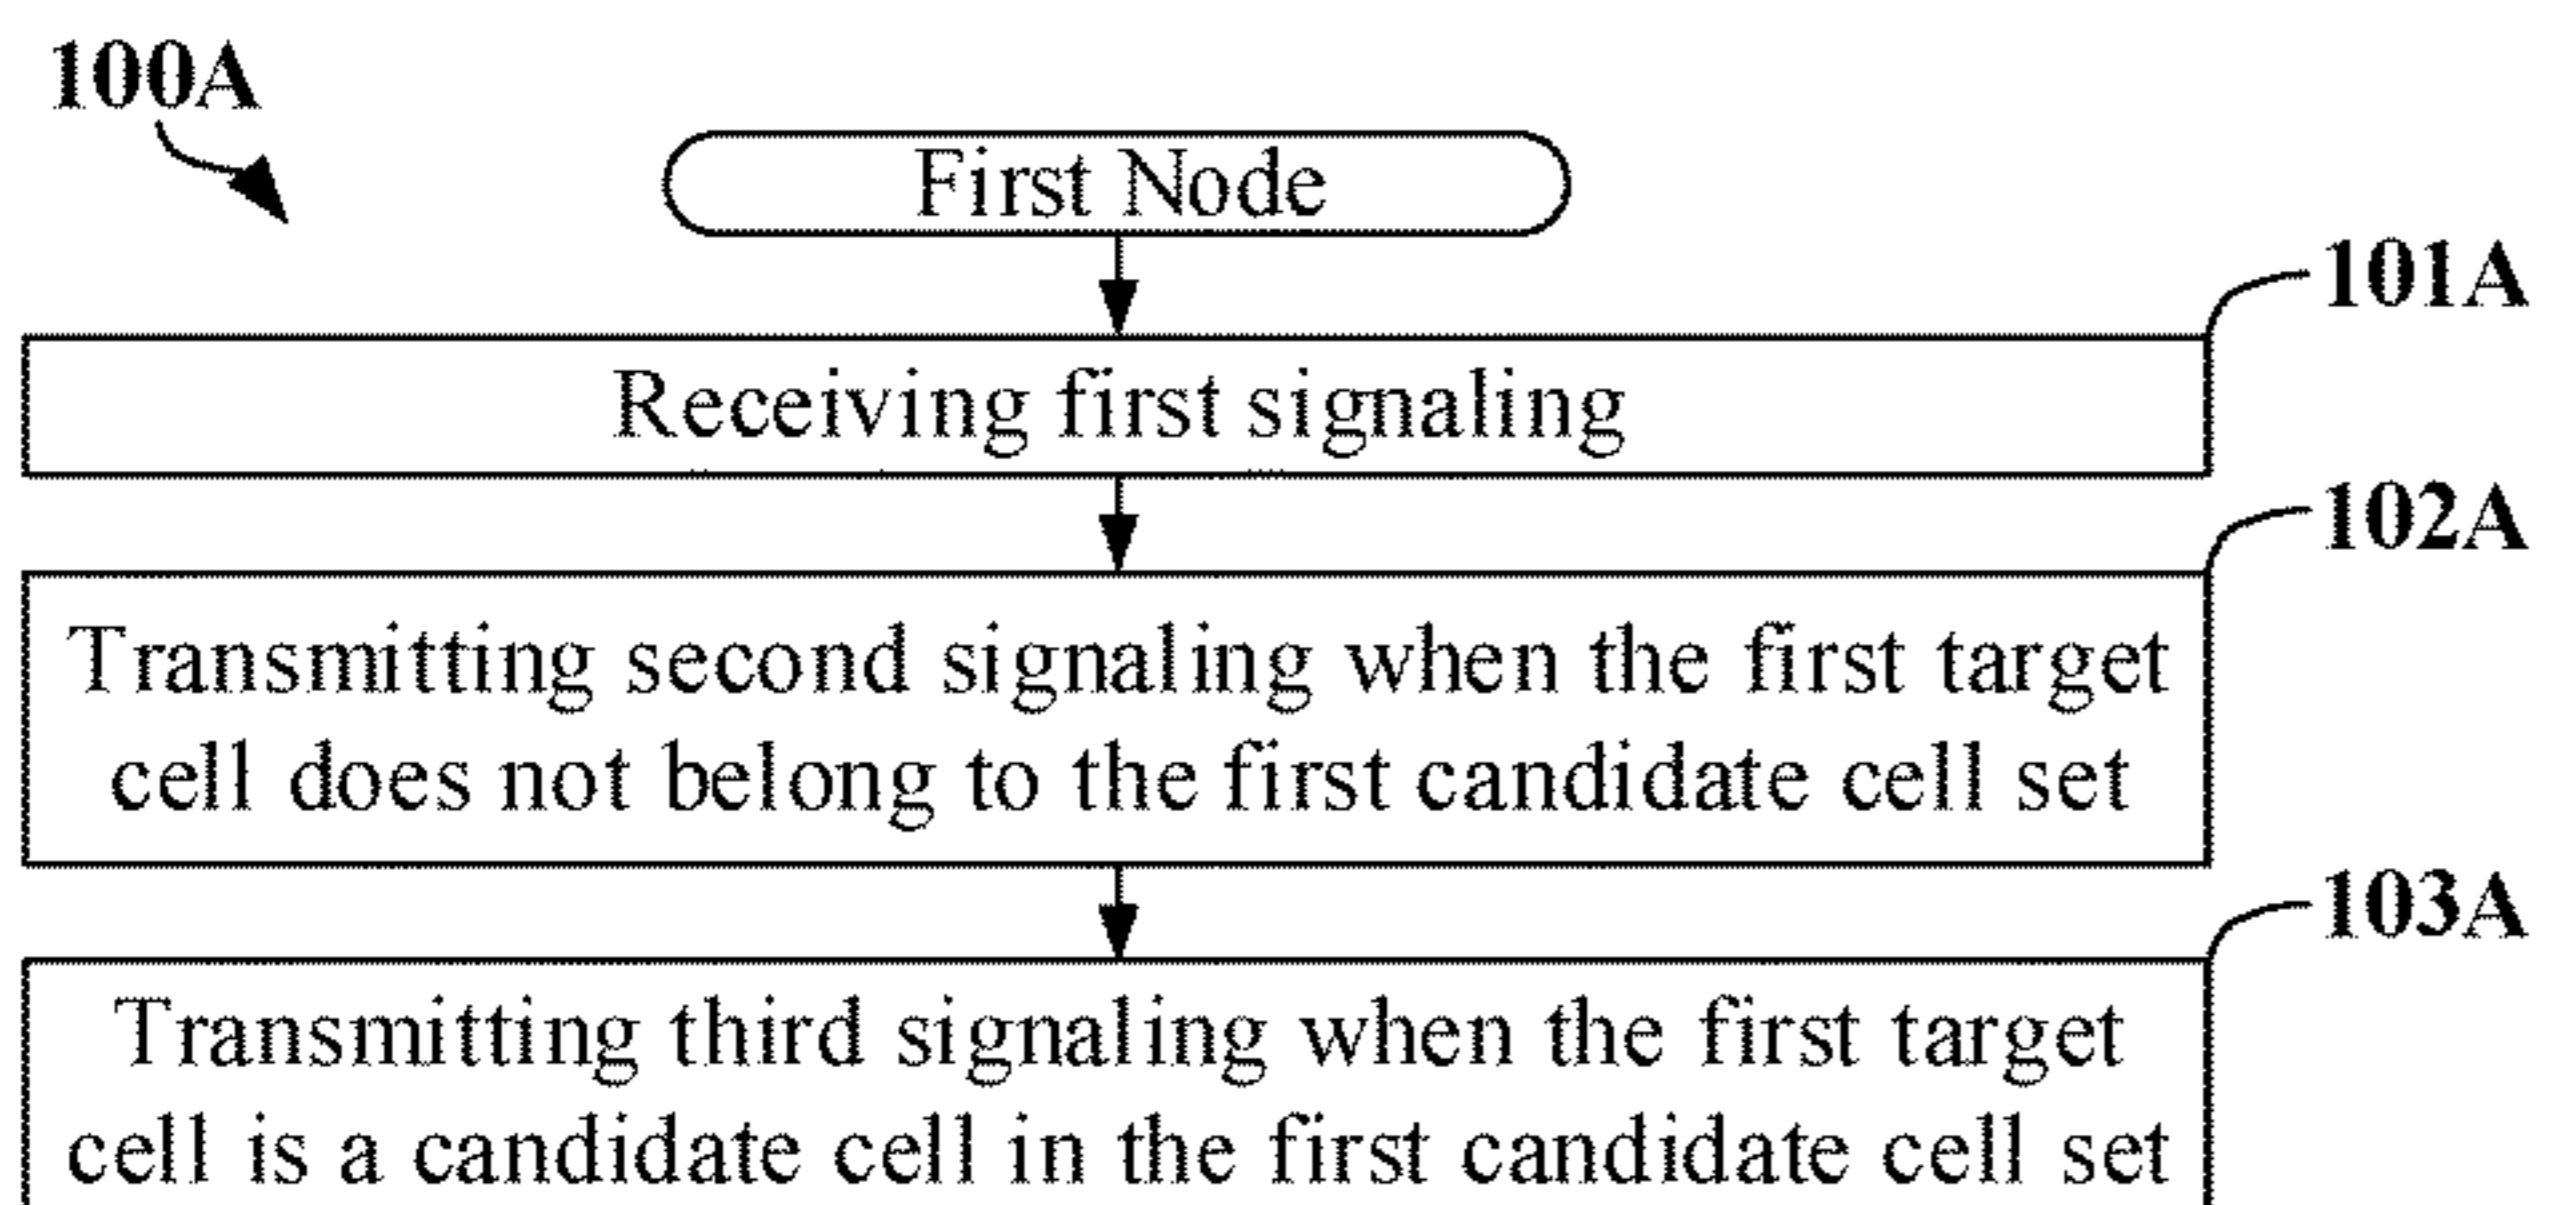 100A
First Node
101A
Receiving first signaling
102A
Transmitting second signaling when the first target
cell does not belong to the first candidate cell set
103A
Transmitting third signaling when the first target
cell is a candidate cell in the first candidate cell set